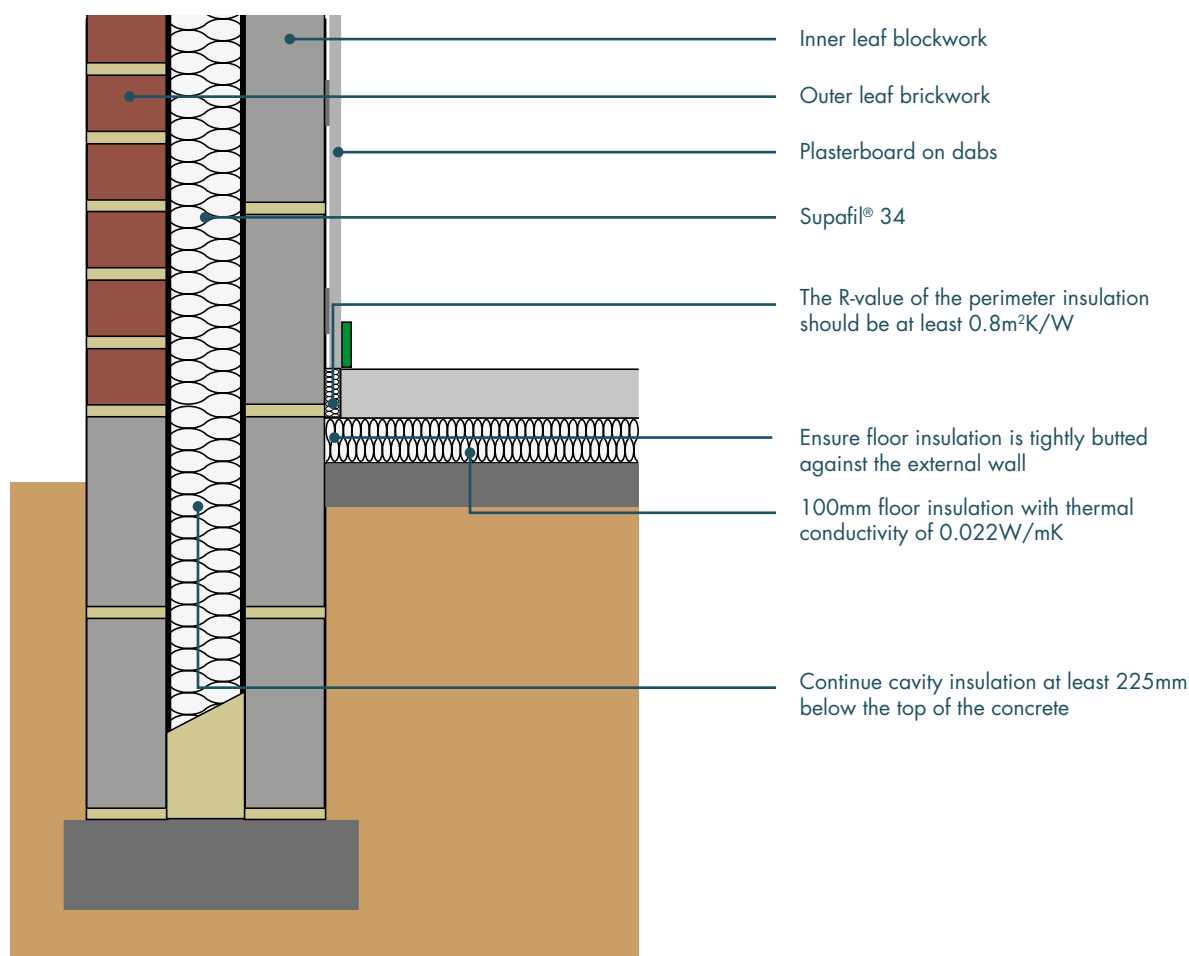 Inner leaf blockwork
Outer leaf brickwork
Plasterboard on dabs
Supafil® 34
The R-value of the perimeter insulation
should be at least 0.8m²K/W
Ensure floor insulation is tightly butted
against the external wall
100mm floor insulation with thermal
conductivity of 0.022W/mK
Continue cavity insulation at least 225mm
below the top of the concrete